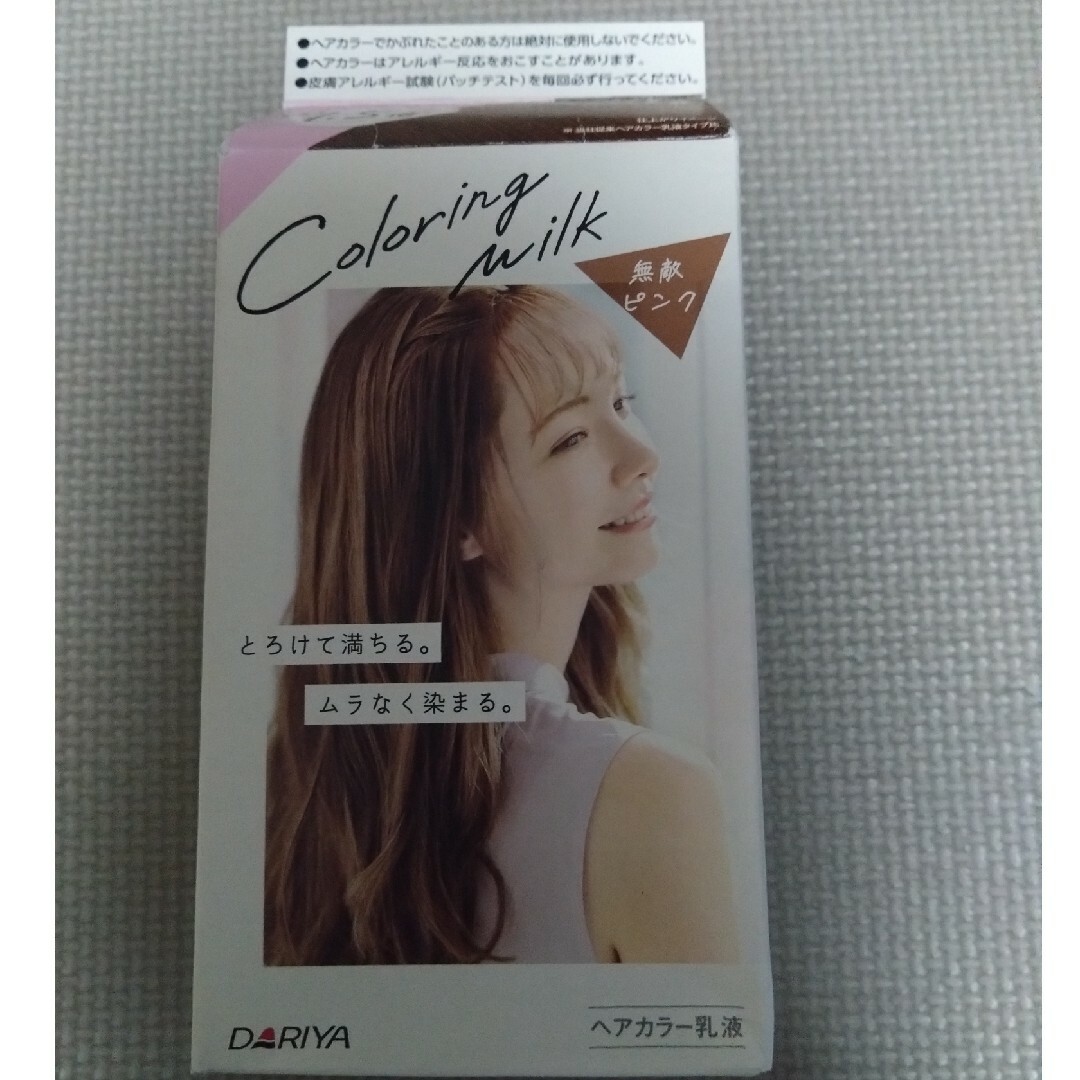 ●ヘアカラーでかぶれたことのある方は絶対に使用しないでください。
●ヘアカラーはアレルギー反応をおこすことがあります。
●皮膚アレルギー試験(パッチテスト)を毎回必ず行ってください。
Coloring
Milk
無敵
ピンク
とろけて満ちる。
ムラなく染まる。
DARIYA
ヘアカラー乳液